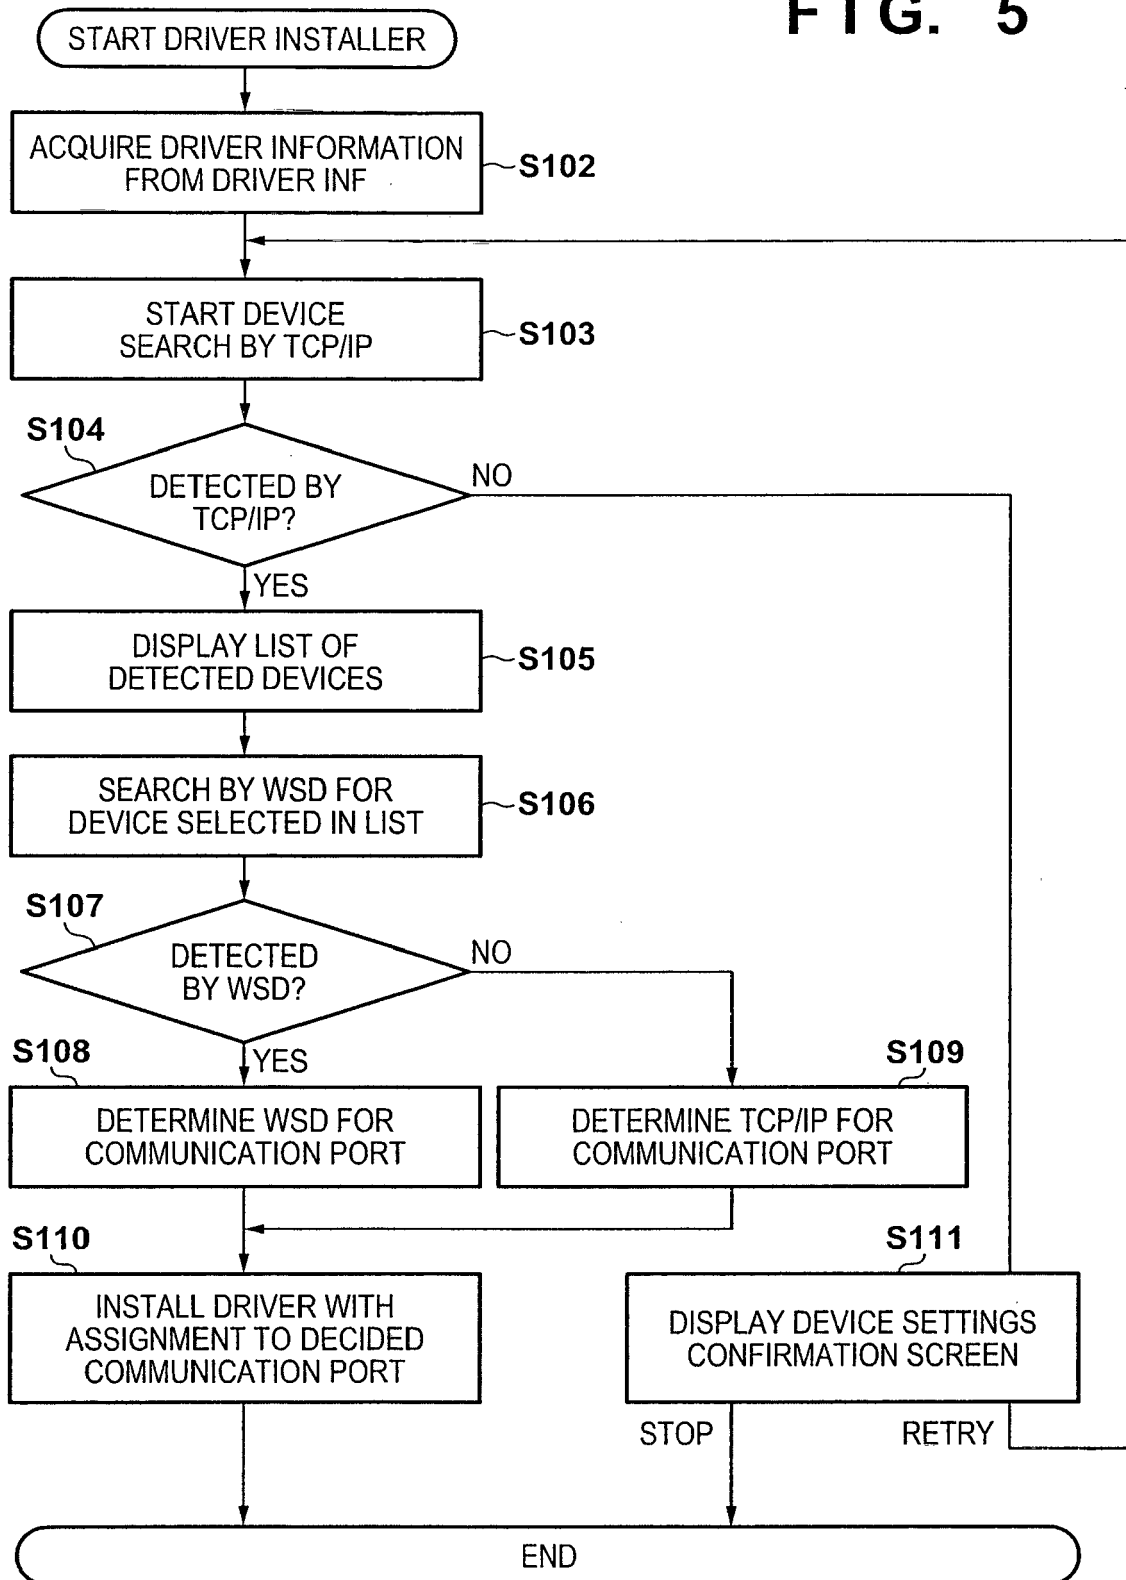 FIG. 5
START DRIVER INSTALLER
ACQUIRE DRIVER INFORMATION
FROM DRIVER INF
S102
START DEVICE
SEARCH BY TCP/IP
S103
S104
DETECTED BY
TCP/IP?
NO
YES
DISPLAY LIST OF
DETECTED DEVICES
S105
SEARCH BY WSD FOR
DEVICE SELECTED IN LIST
S106
S107
DETECTED
BY WSD?
NO
YES
S108
DETERMINE WSD FOR
COMMUNICATION PORT
S109
DETERMINE TCP/IP FOR
COMMUNICATION PORT
S110
INSTALL DRIVER WITH
ASSIGNMENT TO DECIDED
COMMUNICATION PORT
S111
DISPLAY DEVICE SETTINGS
CONFIRMATION SCREEN
STOP
RETRY
END